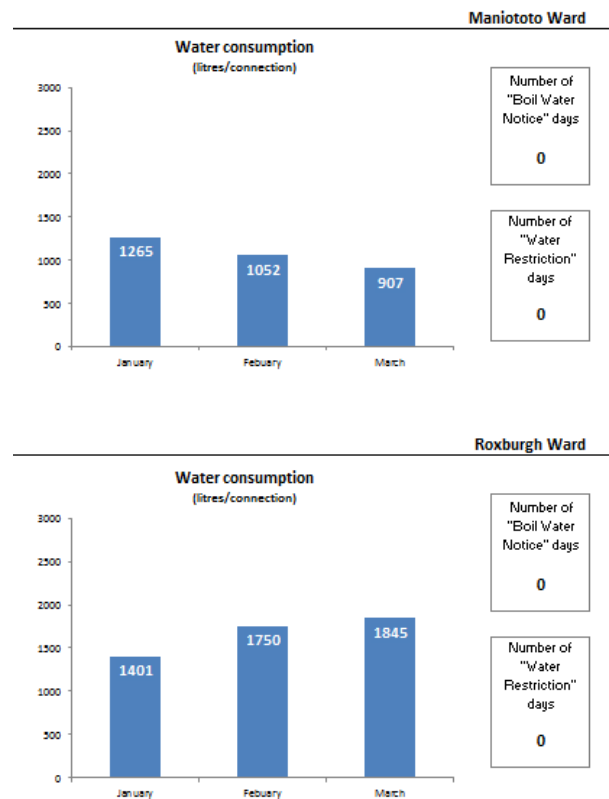 Maniototo Ward
Water consumption
(litres/connection)
3000
2500
2000
1500
1000
500
0
1265
1052
907
January
Febuary
March
Number of
"Boil Water
Notice" days
0
Number of
"Water
Restriction"
days
0
Roxburgh Ward
Water consumption
(litres/connection)
3000
2500
2000
1500
1000
500
0
1401
1750
1845
January
Febuary
March
Number of
"Boil Water
Notice" days
0
Number of
"Water
Restriction"
days
0